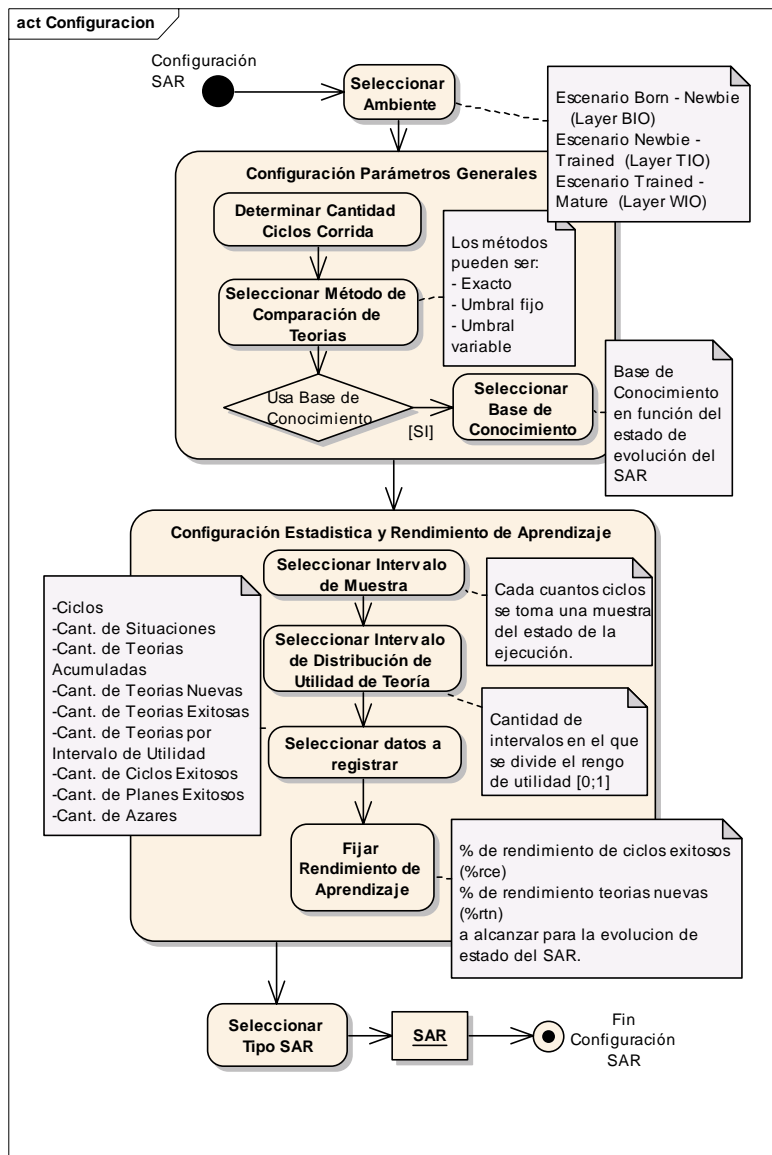 act Configuracion
Configuración
SAR
Seleccionar
Ambiente
Escenario Born - Newbie
(Layer BIO)
Escenario Newbie -
Trained (Layer TIO)
Escenario Trained -
Mature (Layer WIO)
Configuración Parámetros Generales
Determinar Cantidad
Ciclos Corrida
Los métodos
pueden ser:
- Exacto
- Umbral fijo
- Umbral
variable
Seleccionar Método de
Comparación de
Teorías
Usa Base de
Conocimiento
[SI]
Seleccionar
Base de
Conocimiento
Base de
Conocimiento
en función del
estado de
evolución del
SAR
Configuración Estadistica y Rendimiento de Aprendizaje
Seleccionar Intervalo
de Muestra
Cada cuantos ciclos
se toma una muestra
del estado de la
ejecución.
-Ciclos
-Cant. de Situaciones
-Cant. de Teorias
Acumuladas
-Cant. de Teorias Nuevas
-Cant. de Teorias Exitosas
-Cant. de Teorias por
Intervalo de Utilidad
-Cant. de Ciclos Exitosos
-Cant. de Planes Exitosos
-Cant. de Azares
Seleccionar Intervalo
de Distribución de
Utilidad de Teoría
Cantidad de
intervalos en el que
se divide el rengo
de utilidad [0;1]
Seleccionar datos a
registrar
Fijar
Rendimiento de
Aprendizaje
% de rendimiento de ciclos exitosos
(%rce)
% de rendimiento teorias nuevas
(%rtn)
a alcanzar para la evolucion de
estado del SAR.
Seleccionar
Tipo SAR
SAR
Fin
Configuración
SAR